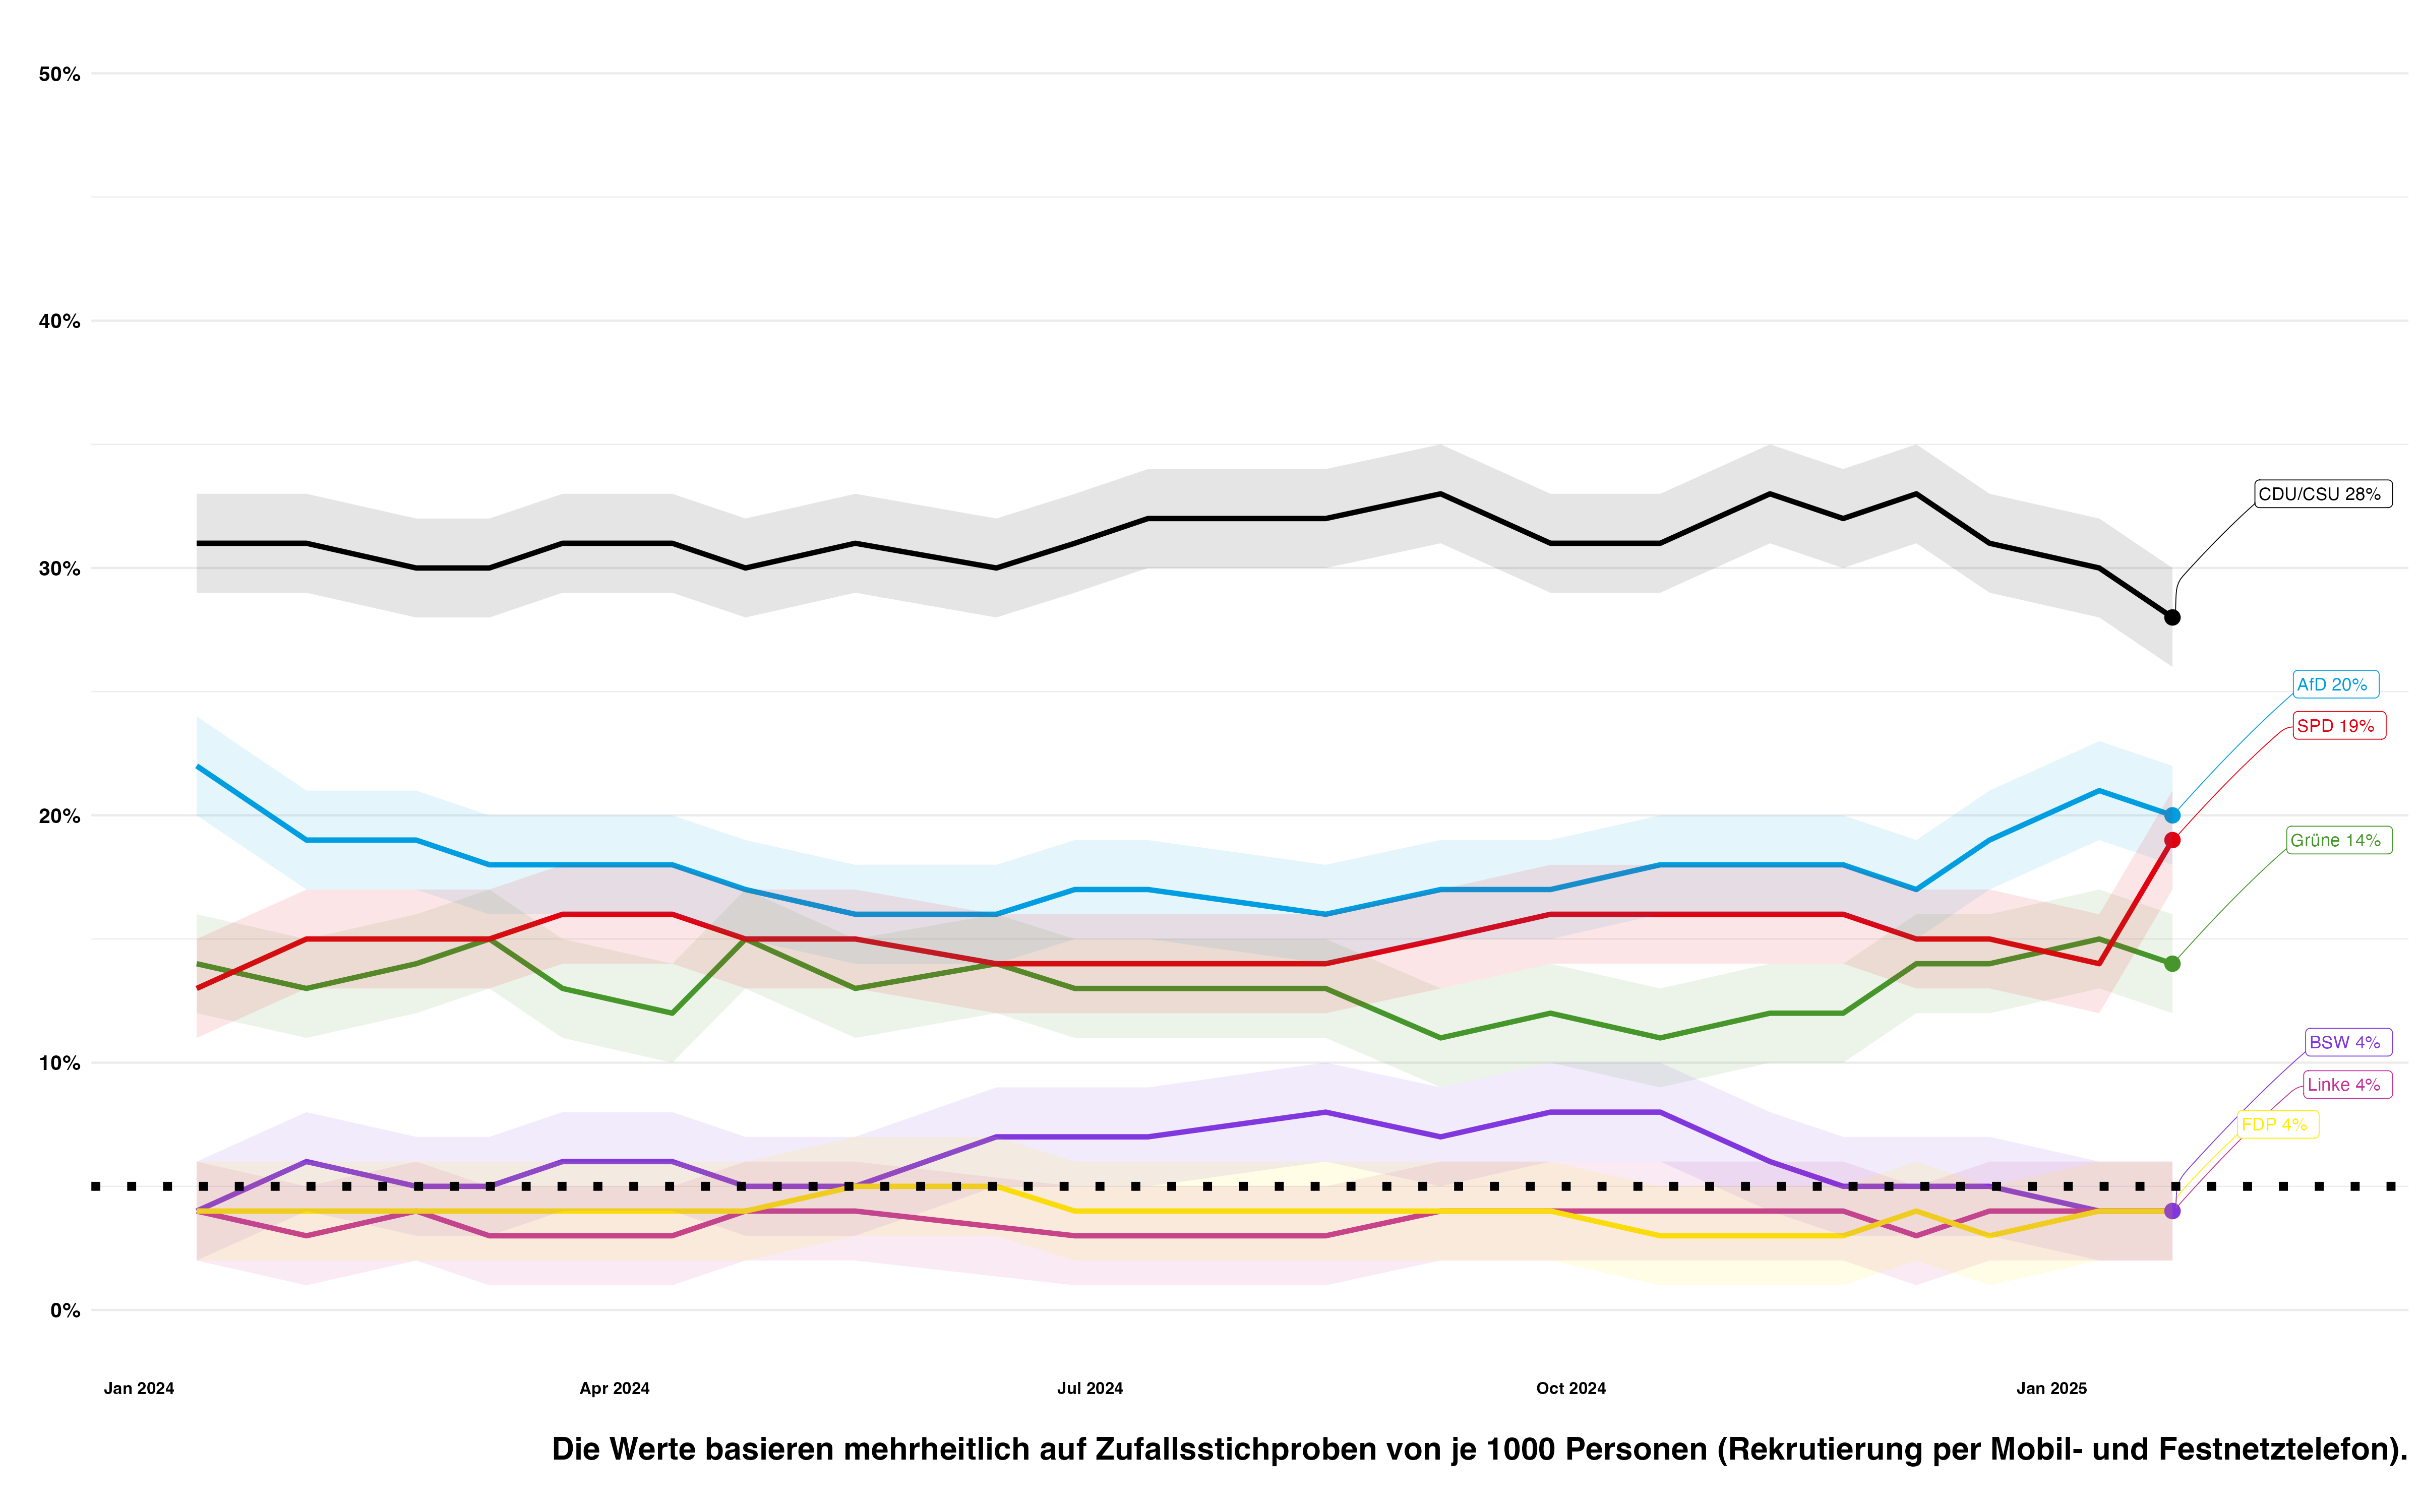 50%
40%
30%
20%
10%
0%
CDU/CSU 28%
AfD 20%
SPD 19%
Grüne 14%
BSW 4%
Linke 4%
FDP 4%
Jan 2024
Apr 2024
Jul 2024
Oct 2024
Jan 2025
Die Werte basieren mehrheitlich auf Zufallsstichproben von je 1000 Personen (Rekrutierung per Mobil- und Festnetztelefon).